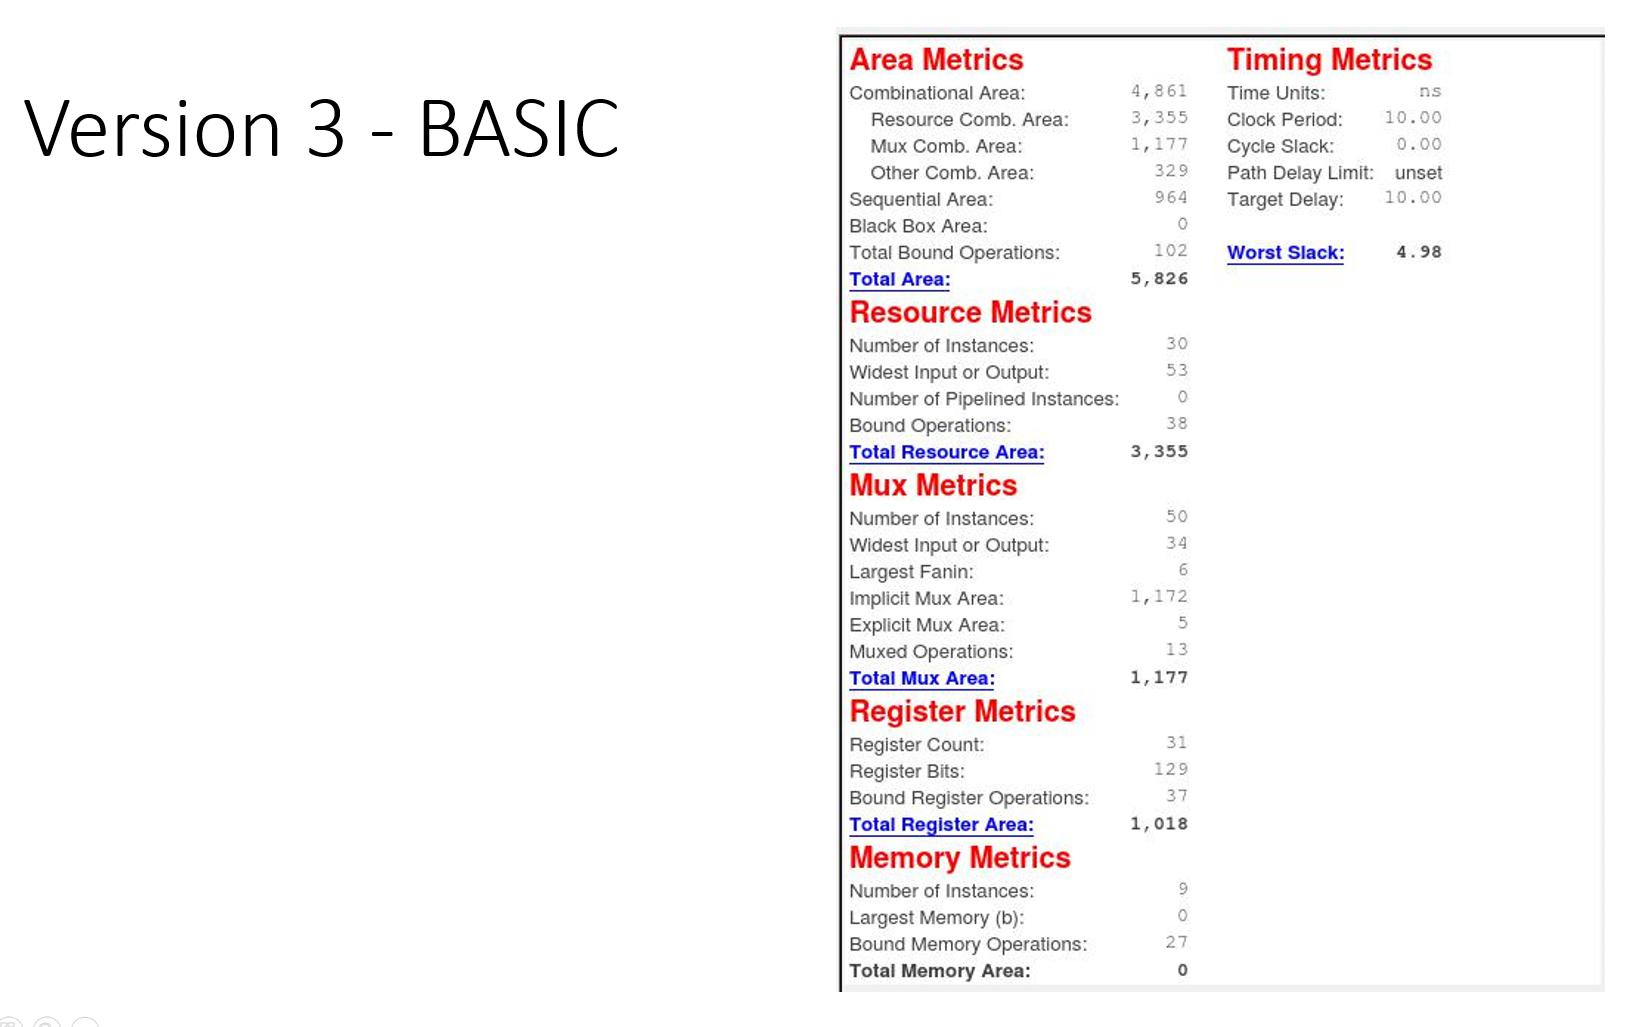 Version 3 - BASIC
Area Metrics
Combinational Area: 4,861
Resource Comb. Area: 3,355
Mux Comb. Area: 1,177
Other Comb. Area: 329
Sequential Area: 964
Black Box Area: 0
Total Bound Operations: 102
Total Area: 5,826
Resource Metrics
Number of Instances: 30
Widest Input or Output: 53
Number of Pipelined Instances: 0
Bound Operations: 38
Total Resource Area: 3,355
Mux Metrics
Number of Instances: 50
Widest Input or Output: 34
Largest Fanin: 6
Implicit Mux Area: 1,172
Explicit Mux Area: 5
Muxed Operations: 13
Total Mux Area: 1,177
Register Metrics
Register Count: 31
Register Bits: 129
Bound Register Operations: 37
Total Register Area: 1,018
Memory Metrics
Number of Instances: 9
Largest Memory (b): 0
Bound Memory Operations: 27
Total Memory Area: 0
Timing Metrics
Time Units: ns
Clock Period: 10.00
Cycle Slack: 0.00
Path Delay Limit: unset
Target Delay: 10.00
Worst Slack: 4.98